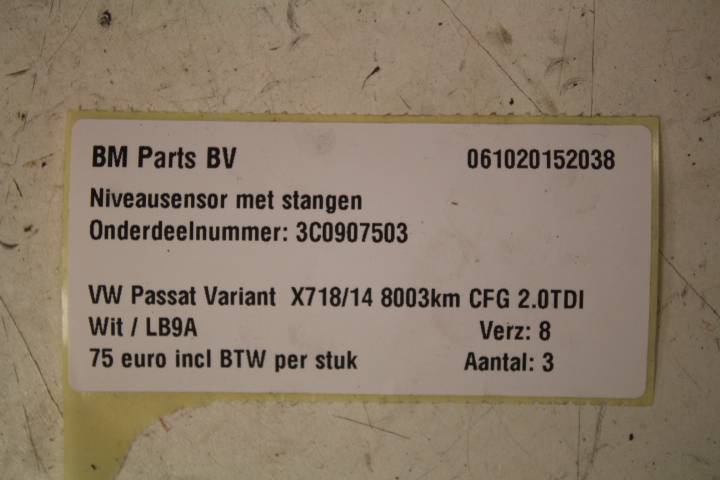 BM Parts BV 061020152038
Niveausensor met stangen
Onderdeelnummer: 3C0907503
VW Passat Variant X718/14 8003km CFG 2.0TDI
Wit / LB9A Verz: 8
75 euro incl BTW per stuk Aantal: 3